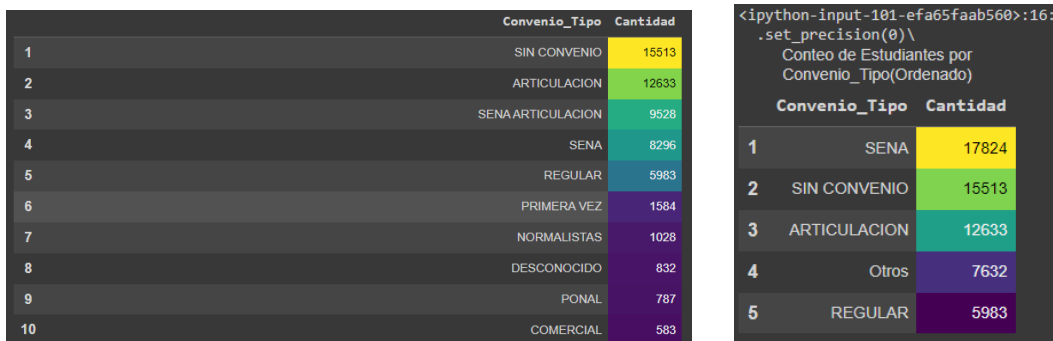 Convenio_Tipo Cantidad
1 SIN CONVENIO 15513
2 ARTICULACION 12633
3 SENA ARTICULACION 9528
4 SENA 8296
5 REGULAR 5983
6 PRIMERA VEZ 1584
7 NORMALISTAS 1028
8 DESCONOCIDO 832
9 PONAL 787
10 COMERCIAL 583
<ipython-input-101-efa65faab560>:16:
.set_precision(0)\
Conteo de Estudiantes por
Convenio_Tipo(Ordenado)
Convenio_Tipo Cantidad
1 SENA 17824
2 SIN CONVENIO 15513
3 ARTICULACION 12633
4 Otros 7632
5 REGULAR 5983